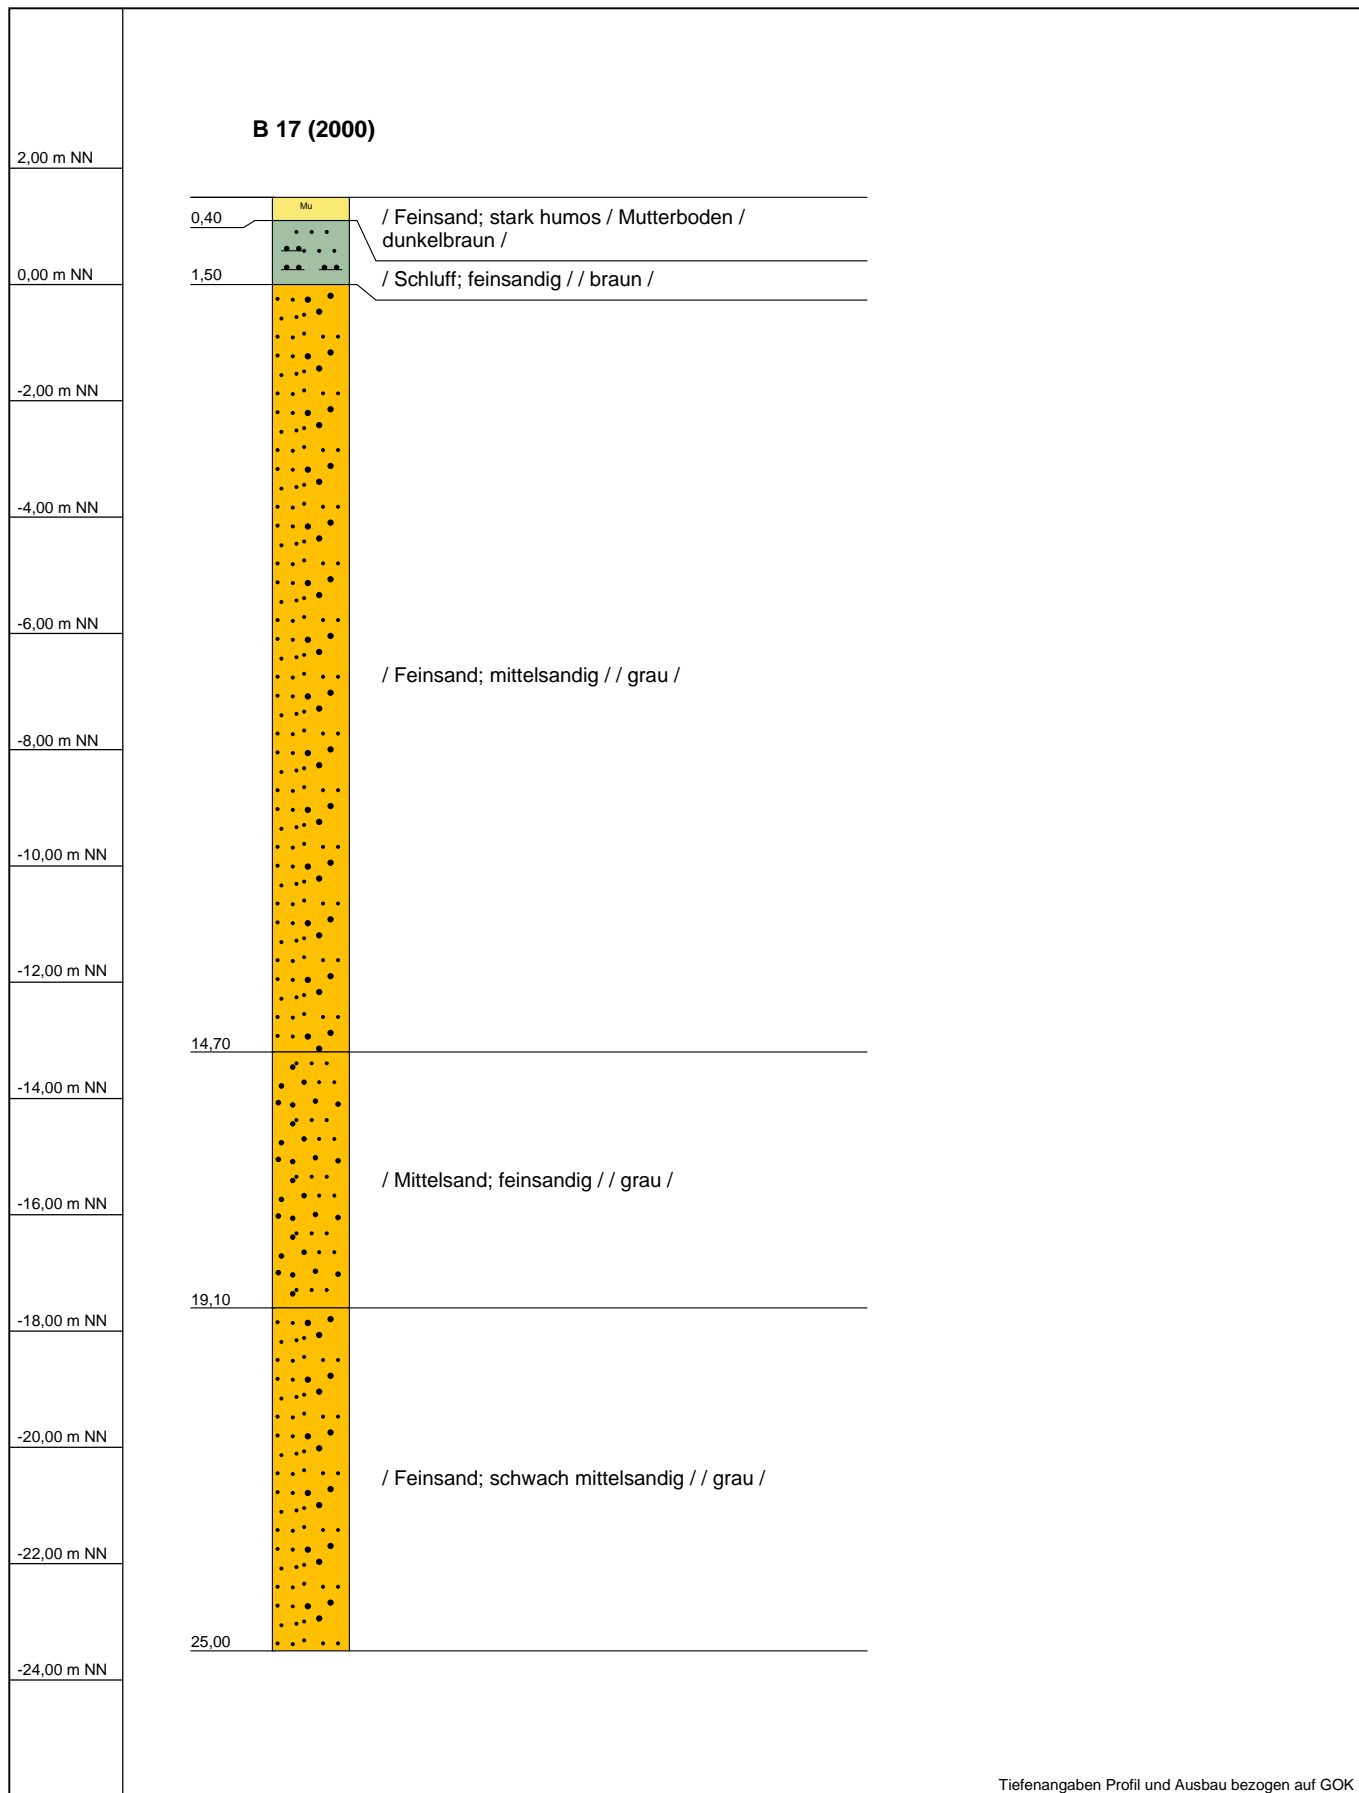 B 17 (2000)
2,00 m NN
Mu
0,40
/ Feinsand; stark humos / Mutterboden /
dunkelbraun /
0,00 m NN
1,50
/ Schluff; feinsandig / / braun /
-2,00 m NN
-4,00 m NN
-6,00 m NN
/ Feinsand; mittelsandig / / grau /
-8,00 m NN
-10,00 m NN
-12,00 m NN
14,70
-14,00 m NN
/ Mittelsand; feinsandig / / grau /
-16,00 m NN
19,10
-18,00 m NN
-20,00 m NN
/ Feinsand; schwach mittelsandig / / grau /
-22,00 m NN
25,00
-24,00 m NN
Tiefenangaben Profil und Ausbau bezogen auf GOK